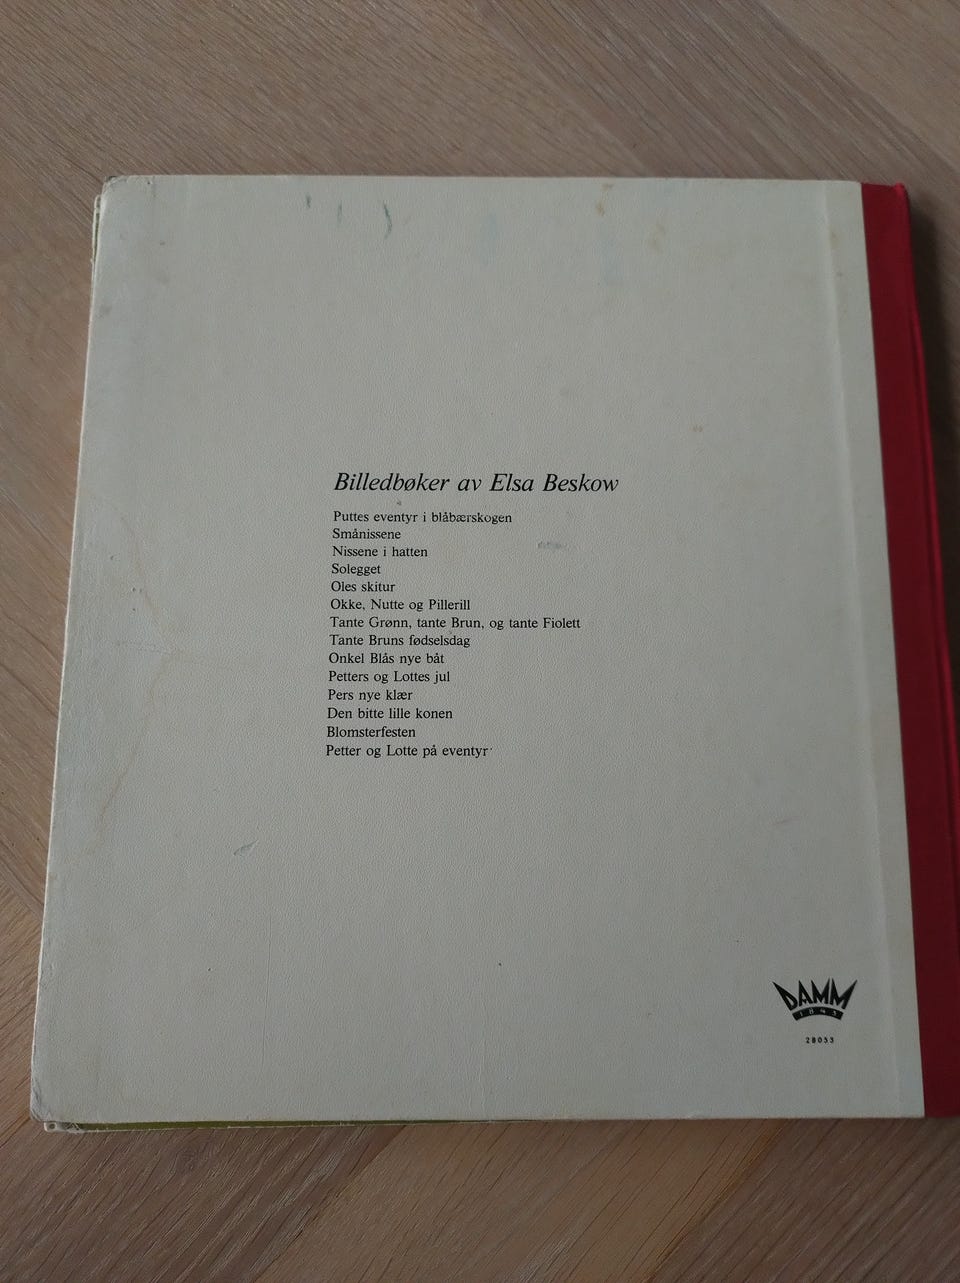 Billedbøker av Elsa Beskow
Puttes eventyr i blåbærskogen
Smånissene
Nissene i hatten
Solegget
Oles skitur
Okke, Nutte og Pillerill
Tante Grønn, tante Brun, og tante Fiolett
Tante Bruns fødselsdag
Onkel Blås nye båt
Petters og Lottes jul
Pers nye klær
Den bitte lille konen
Blomsterfesten
Petter og Lotte på eventyr
DAMM
1843
28053